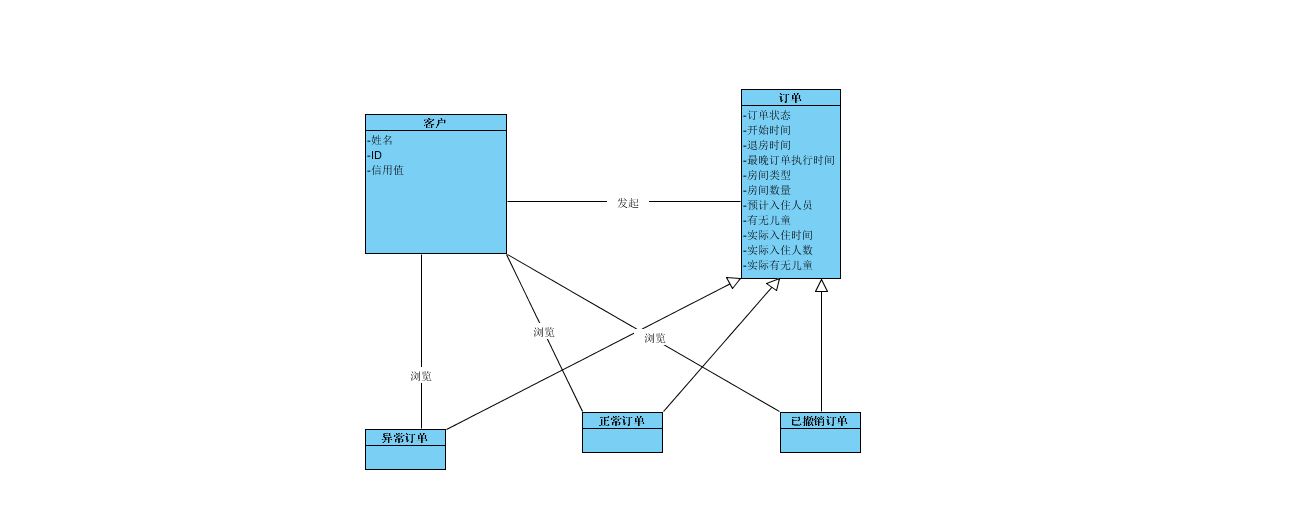 客户
-姓名
-ID
-信用值
发起
订单
-订单状态
-开始时间
-退房时间
-最晚订单执行时间
-房间类型
-房间数量
-预计入住人员
-有无儿童
-实际入住时间
-实际入住人数
-实际有无儿童
浏览
浏览
浏览
异常订单
正常订单
已撤销订单